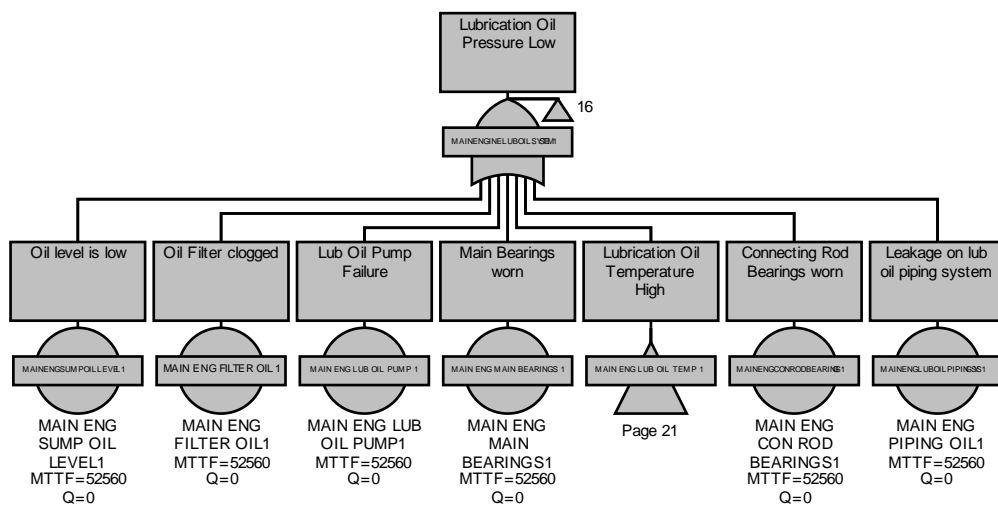 Lubrication Oil
Pressure Low
16
MAINENGINELUBOILSYSEM1
Oil level is low
Oil Filter clogged
Lub Oil Pump
Failure
Main Bearings
worn
Lubrication Oil
Temperature
High
Connecting Rod
Bearings worn
Leakage on lub
oil piping system
MAINENGSUMPOILLEVEL1
MAIN ENG FILTER OIL 1
MAIN ENG LUB OIL PUMP 1
MAIN ENG MAIN BEARINGS 1
MAIN ENG LUB OIL TEMP 1
MAIN ENG
SUMP OIL
LEVEL1
MTTF=52560
Q=0
MAIN ENG
FILTER OIL1
MTTF=52560
Q=0
MAIN ENG LUB
OIL PUMP1
MTTF=52560
Q=0
MAIN ENG
MAIN
BEARINGS1
MTTF=52560
Q=0
Page 21
MAIN ENG
CON ROD
BEARINGS1
MTTF=52560
Q=0
MAIN ENG
PIPING OIL1
MTTF=52560
Q=0